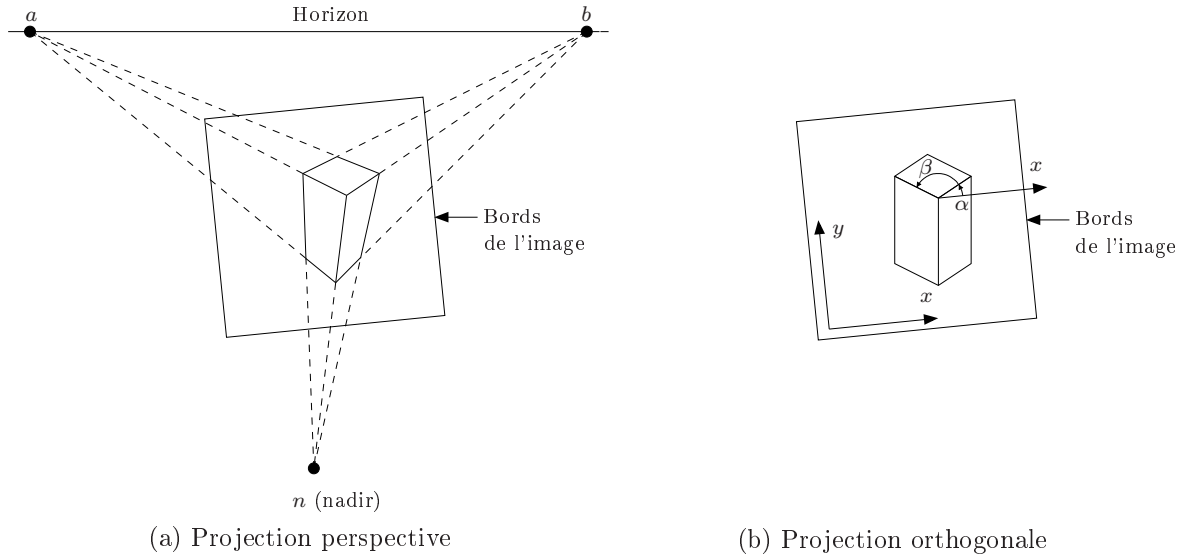 a
Horizon
b
Bords
de l'image
n (nadir)
(a) Projection perspective
β
x
α
y
Bords
de l'image
x
(b) Projection orthogonale